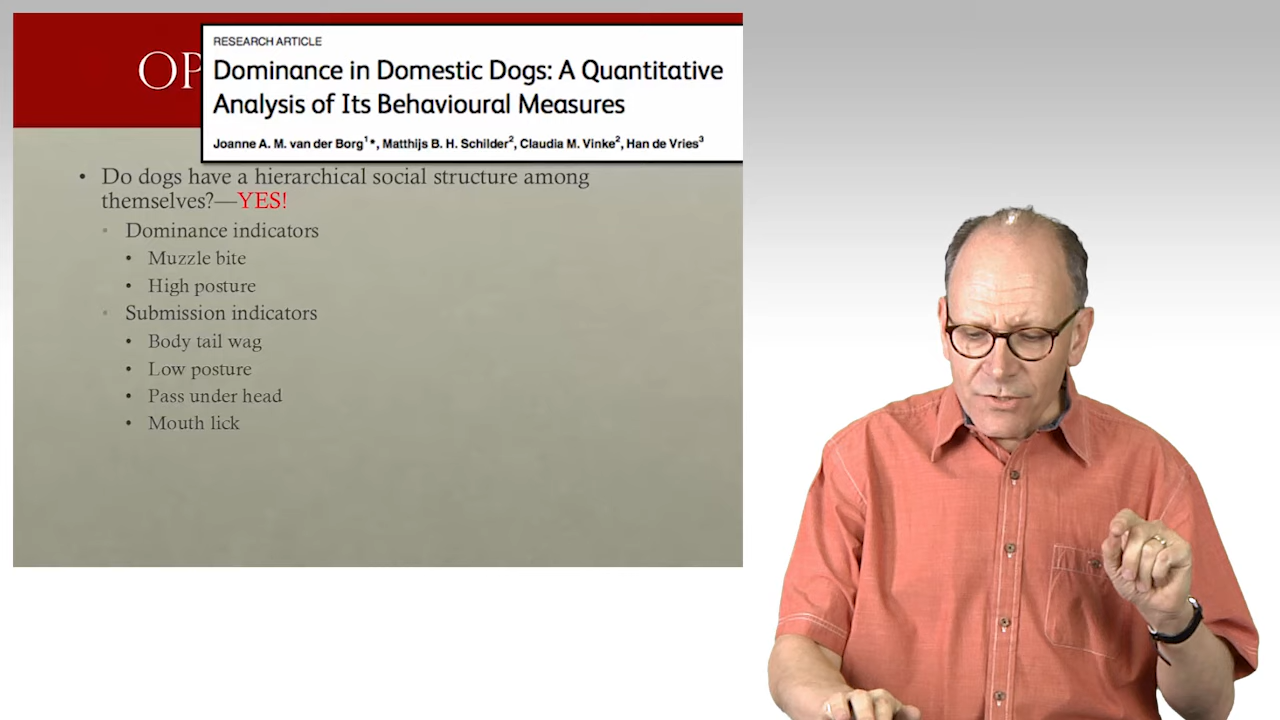 RESEARCH ARTICLE
OP
Dominance in Domestic Dogs: A Quantitative
Analysis of Its Behavioural Measures
Joanne A. M. van der Borg1*, Matthijs B. H. Schilder2, Claudia M. Vinke2, Han de Vries3
• Do dogs have a hierarchical social structure among
themselves?—YES!
▪ Dominance indicators
• Muzzle bite
• High posture
▪ Submission indicators
• Body tail wag
• Low posture
• Pass under head
• Mouth lick